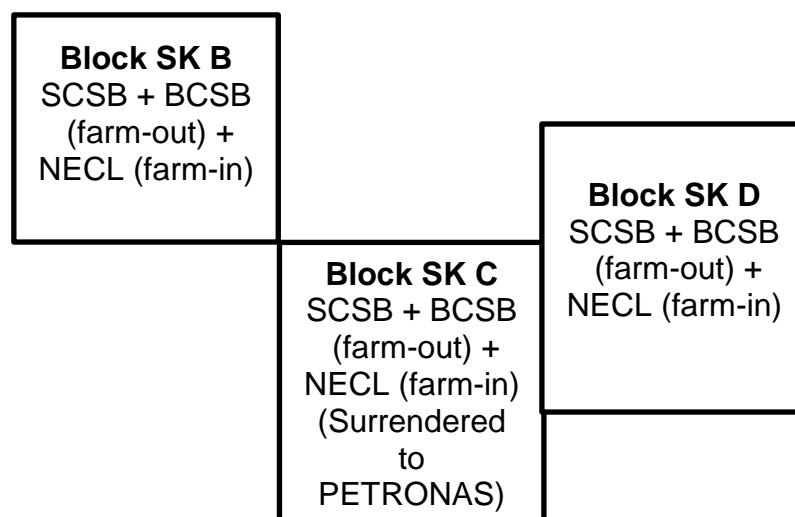 Block SK B
SCSB + BCSB
(farm-out) +
NECL (farm-in)
Block SK C
SCSB + BCSB
(farm-out) +
NECL (farm-in)
(Surrendered
to
PETRONAS)
Block SK D
SCSB + BCSB
(farm-out) +
NECL (farm-in)